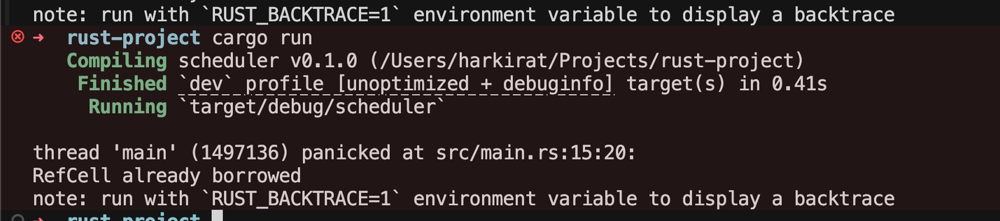 note: run with `RUST_BACKTRACE=1` environment variable to display a backtrace
➜ rust-project cargo run
Compiling scheduler v0.1.0 (/Users/harkirat/Projects/rust-project)
Finished `dev` profile [unoptimized + debuginfo] target(s) in 0.41s
Running `target/debug/scheduler`
thread 'main' (1497136) panicked at src/main.rs:15:20:
RefCell already borrowed
note: run with `RUST_BACKTRACE=1` environment variable to display a backtrace
➜ rust-project